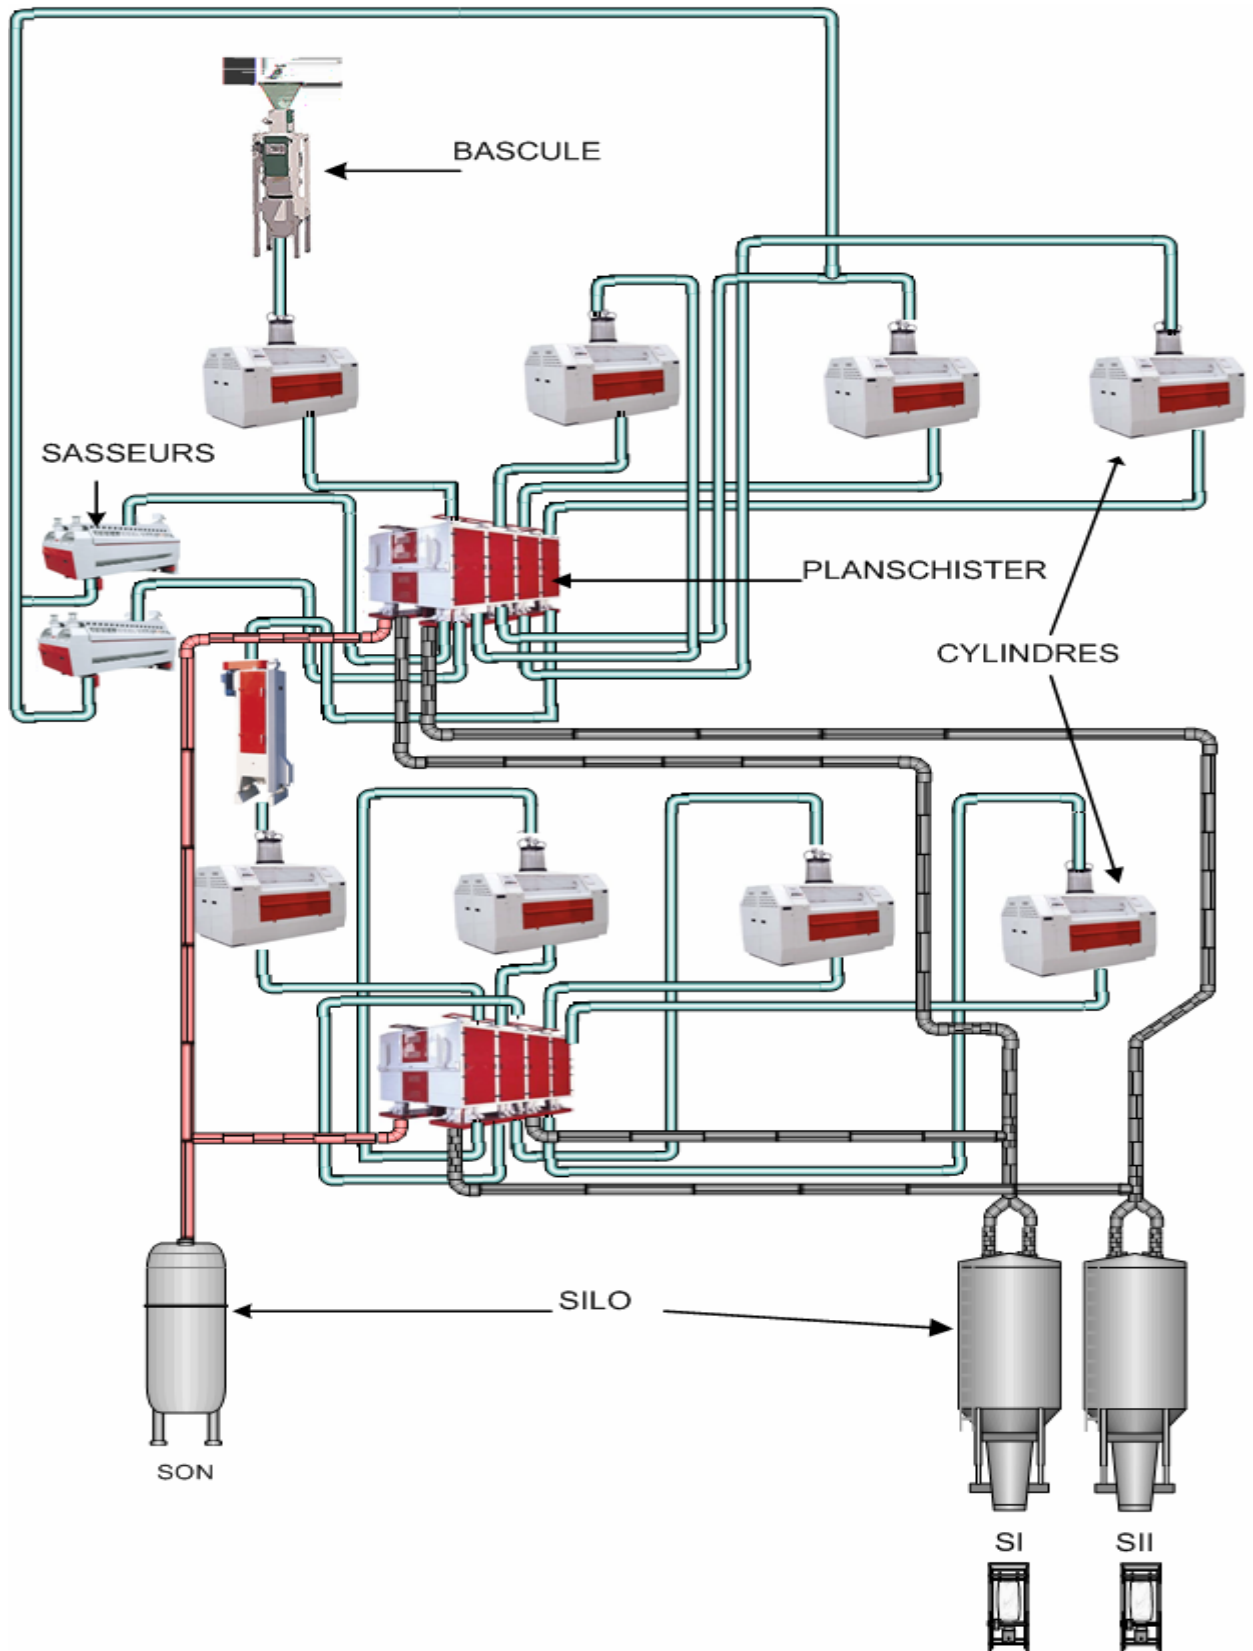 BASCULE
SASSEURS
PLANSCHISTER
CYLINDRES
SILO
SON
SI
SII